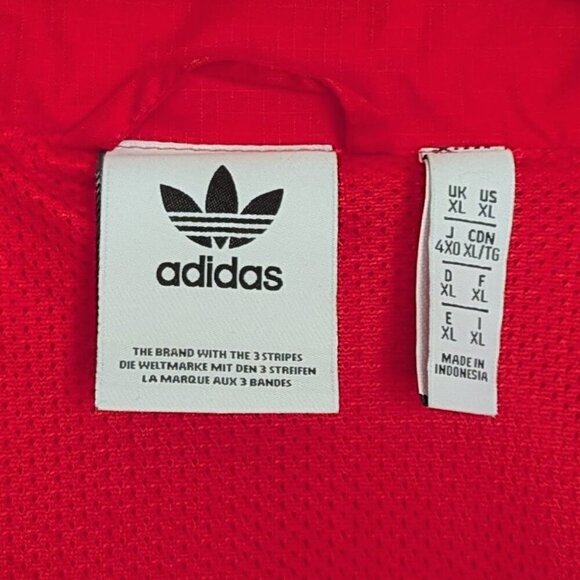 adidas
THE BRAND WITH THE 3 STRIPES
DIE WELTMARKE MIT DEN 3 STREIFEN
LA MARQUE AUX 3 BANDES
UK US
XL XL
J CDN
4XO XL/TG
D F
XL XL
E I
XL XL
MADE IN
INDONESIA